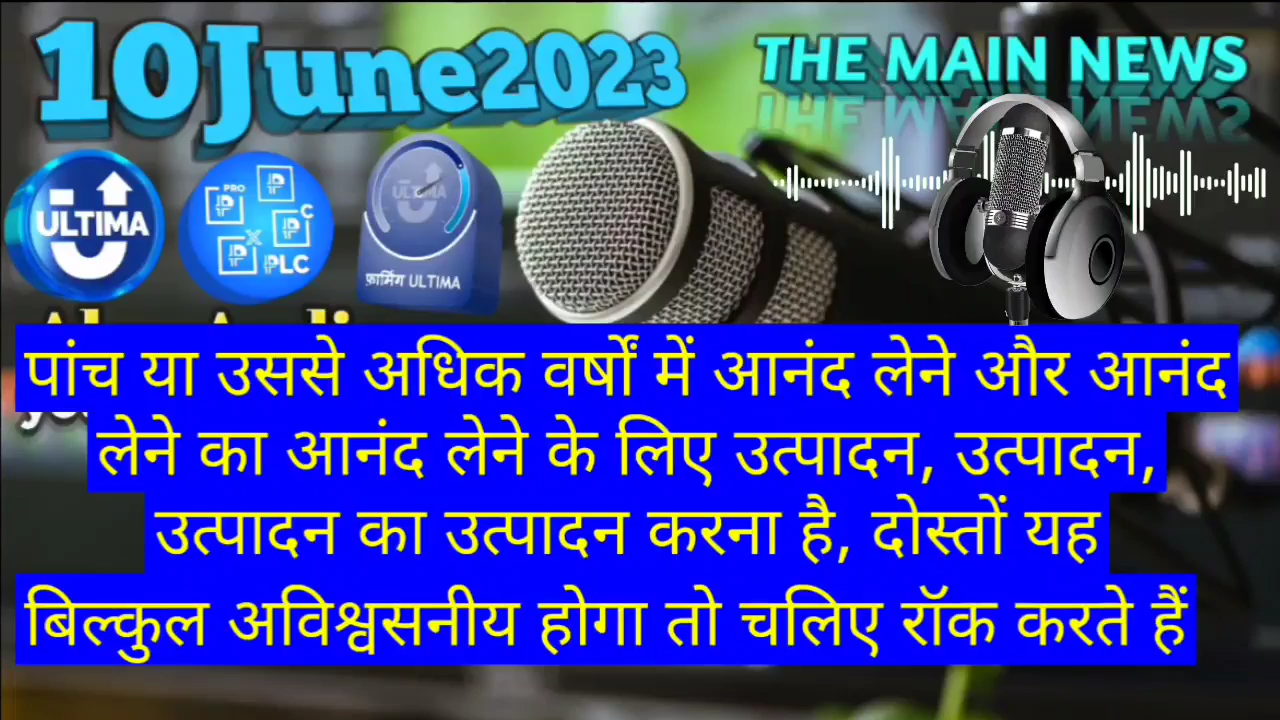 10June2023
THE MAIN NEWS
ULTIMA
PRO
C
X
PLC
ULTIMA
फ़ार्मिंग ULTIMA
पांच या उससे अधिक वर्षों में आनंद लेने और आनंद
लेने का आनंद लेने के लिए उत्पादन, उत्पादन,
उत्पादन का उत्पादन करना है, दोस्तों यह
बिल्कुल अविश्वसनीय होगा तो चलिए रॉक करते हैं